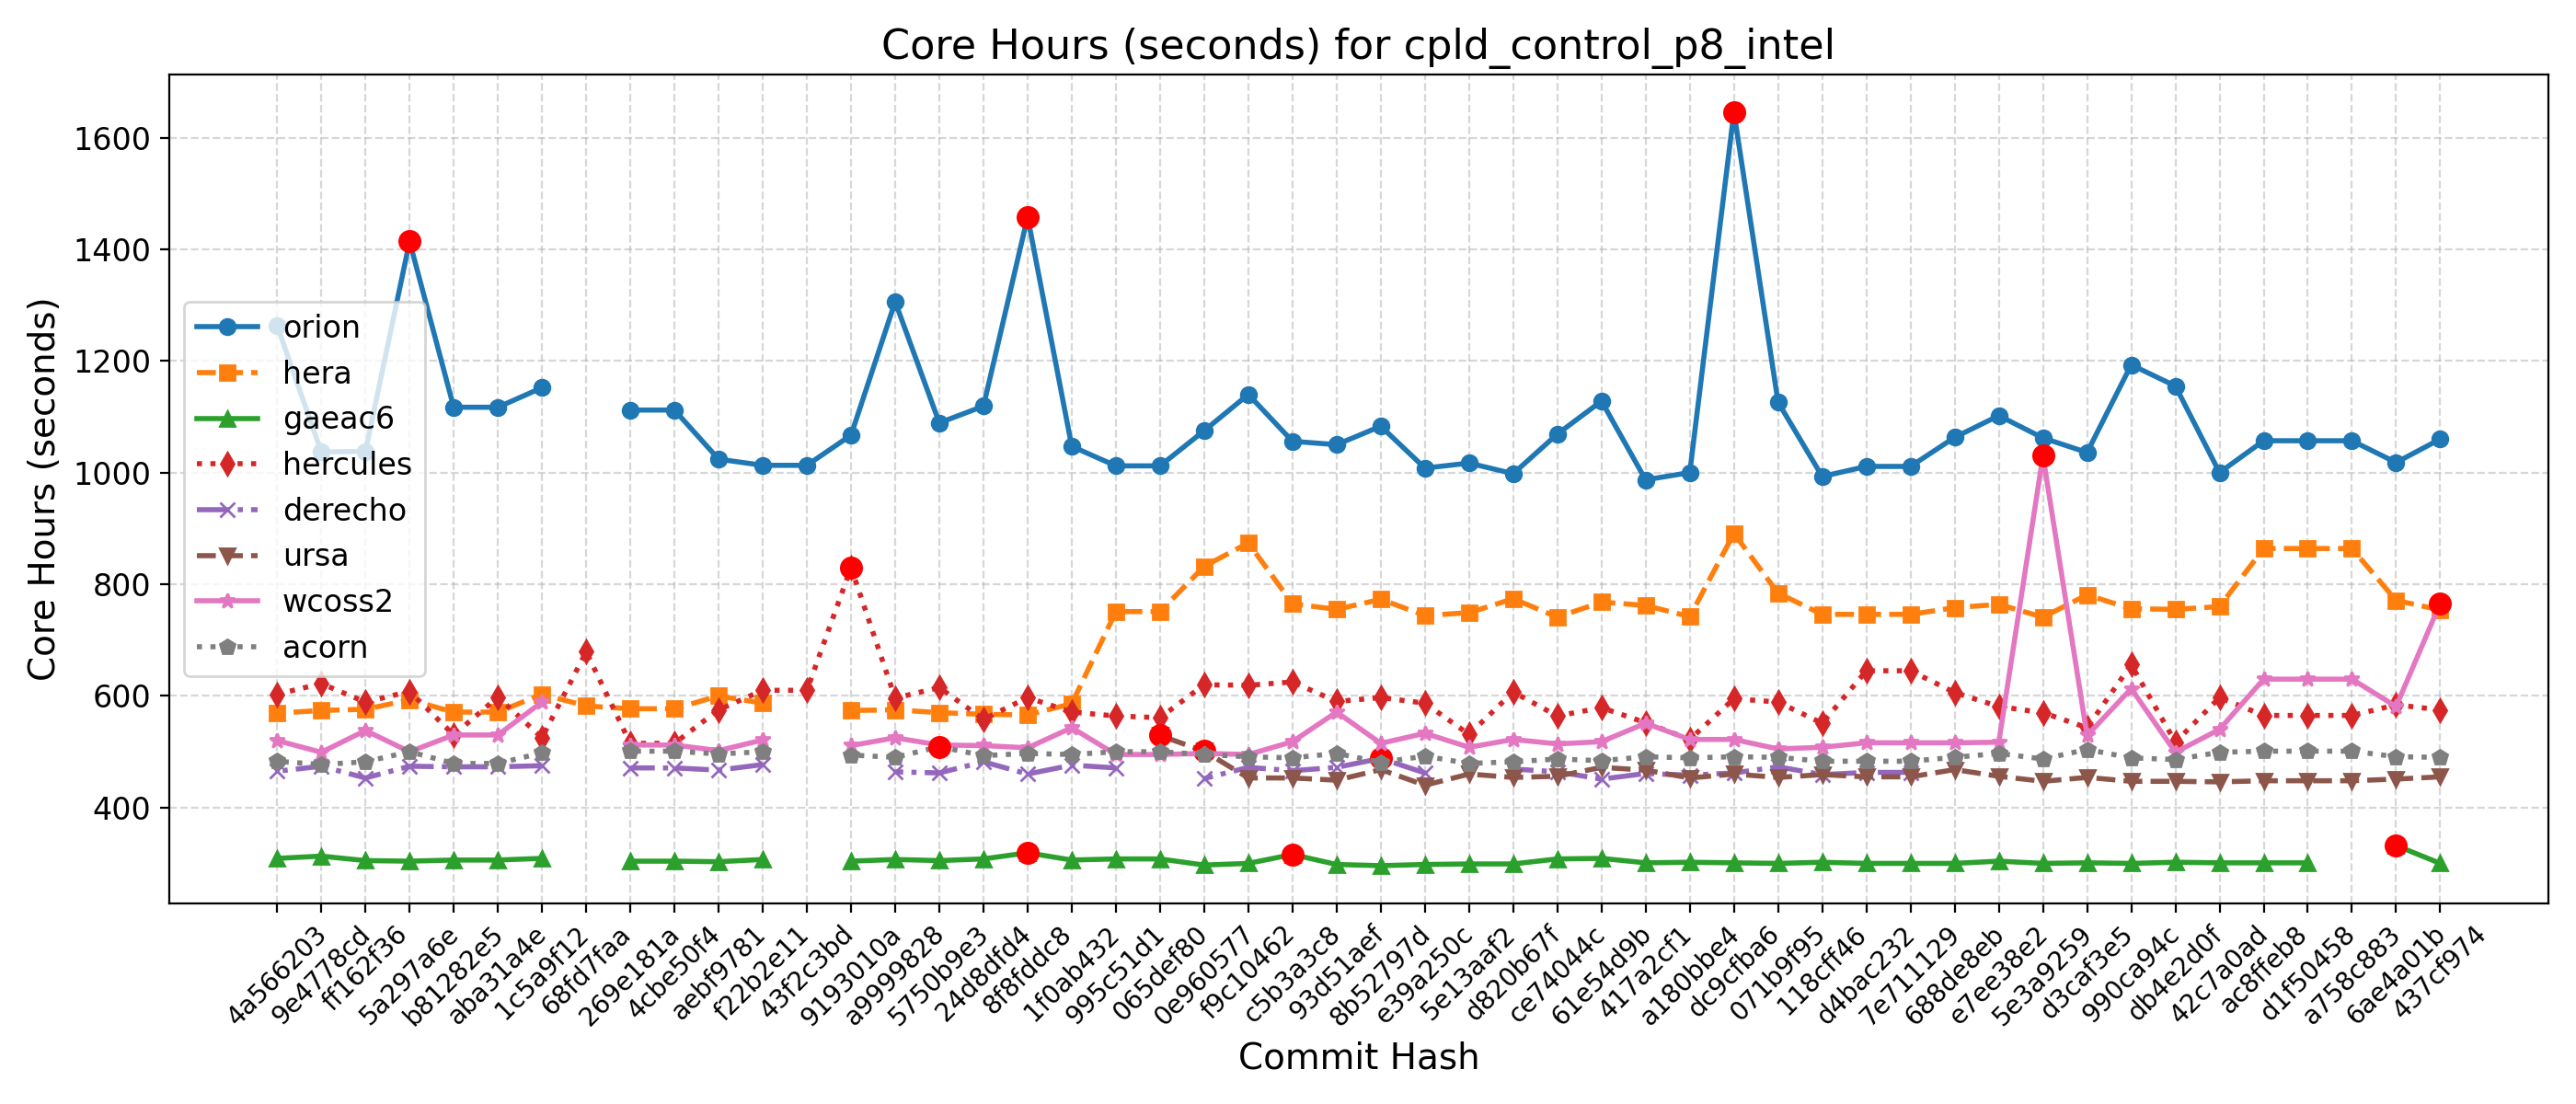 Core Hours (seconds) for cpld_control_p8_intel
Core Hours (seconds)
1600
1400
1200
1000
800
600
400
orion
hera
gaeac6
hercules
derecho
ursa
wcoss2
acorn
4a566203
9e4778cd
ff162f36
5a297a6e
b81282e5
aba31a4e
1c5a9f12
68fd7faa
269e181a
4cbe50f4
aebf9781
f22b2e11
43f2c3bd
9193010a
a9999828
5750b9e3
24d8dfd4
8f8fddc8
1f0ab432
995c51d1
065def80
0e960577
f9c10462
c5b3a3c8
93d51aef
8b52797d
e39a250c
5e13aaf2
d820b67f
ce74044c
61e54d9b
417a2cf1
a180bbe4
dc9cfba6
071b9f95
118cff46
d4bac232
7e711129
688de8eb
e7ee38e2
5e3a9259
d3caf3e5
990ca94c
db4e2d0f
42c7a0ad
ac8ffeb8
d1f50458
a758c883
6ae4a01b
437cf974
Commit Hash